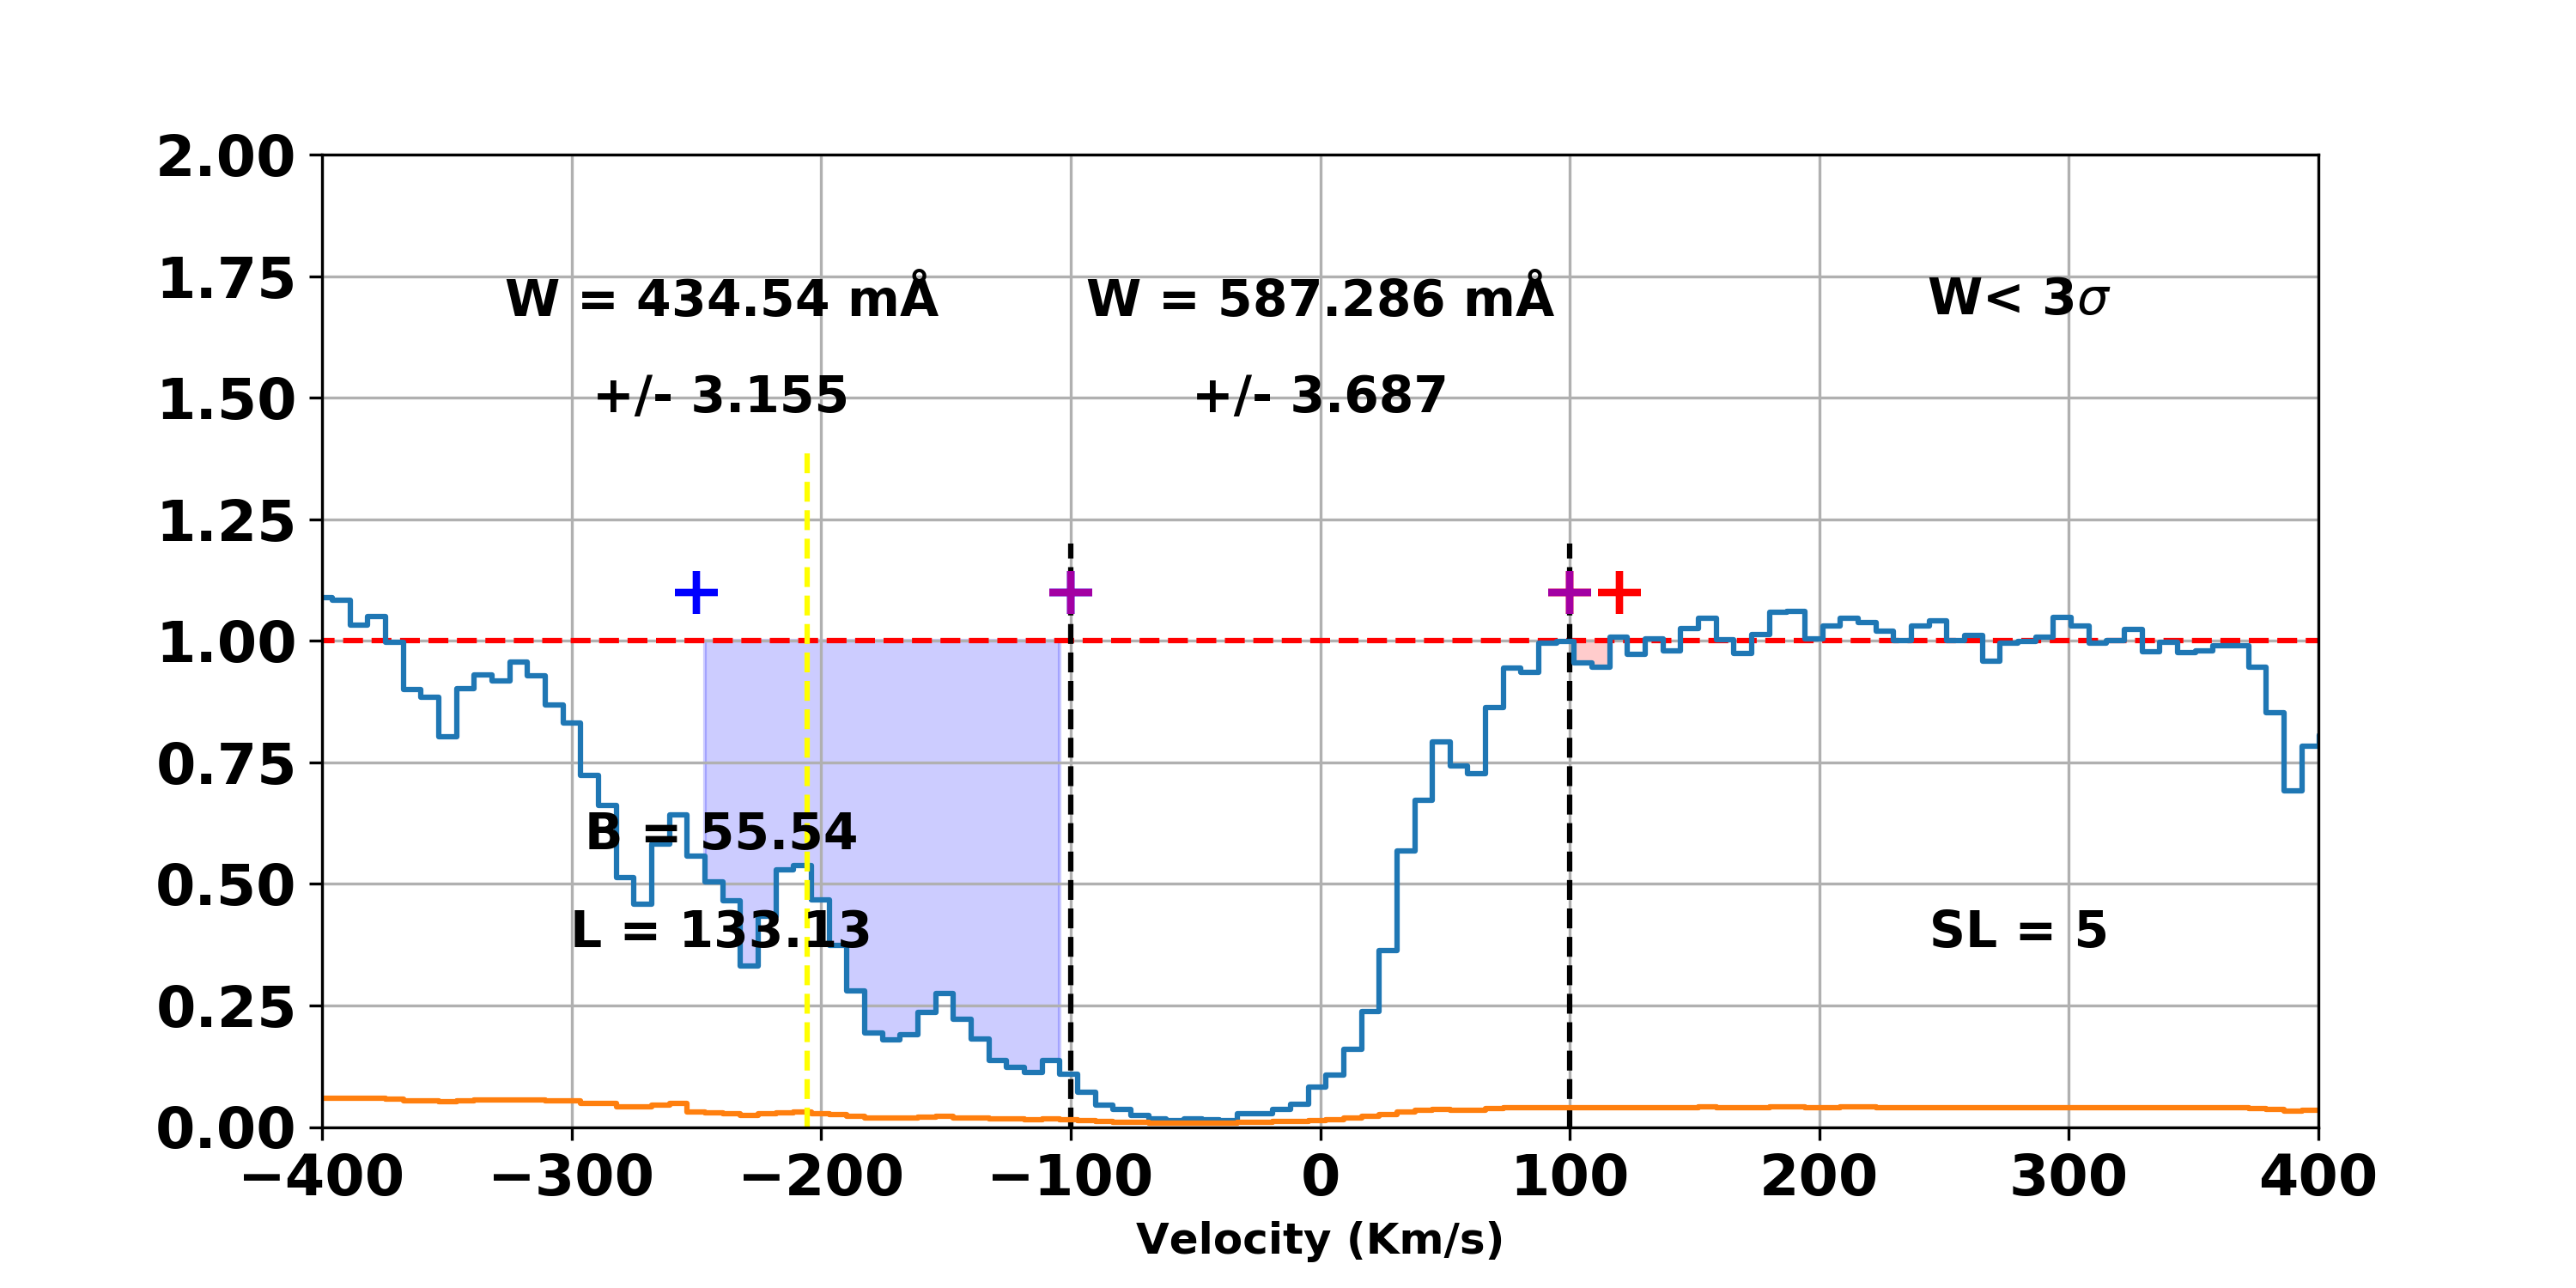 2.00
1.75
1.50
1.25
1.00
0.75
0.50
0.25
0.00
W = 434.54 mÅ
+/- 3.155
W = 587.286 mÅ
+/- 3.687
W< 3σ
B = 55.54
L = 133.13
SL = 5
−400 −300 −200 −100 0 100 200 300 400
Velocity (Km/s)